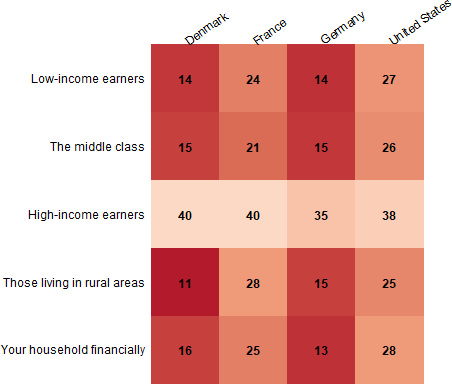 Denmark France Germany United States
Low-income earners 14 24 14 27
The middle class 15 21 15 26
High-income earners 40 40 35 38
Those living in rural areas 11 28 15 25
Your household financially 16 25 13 28